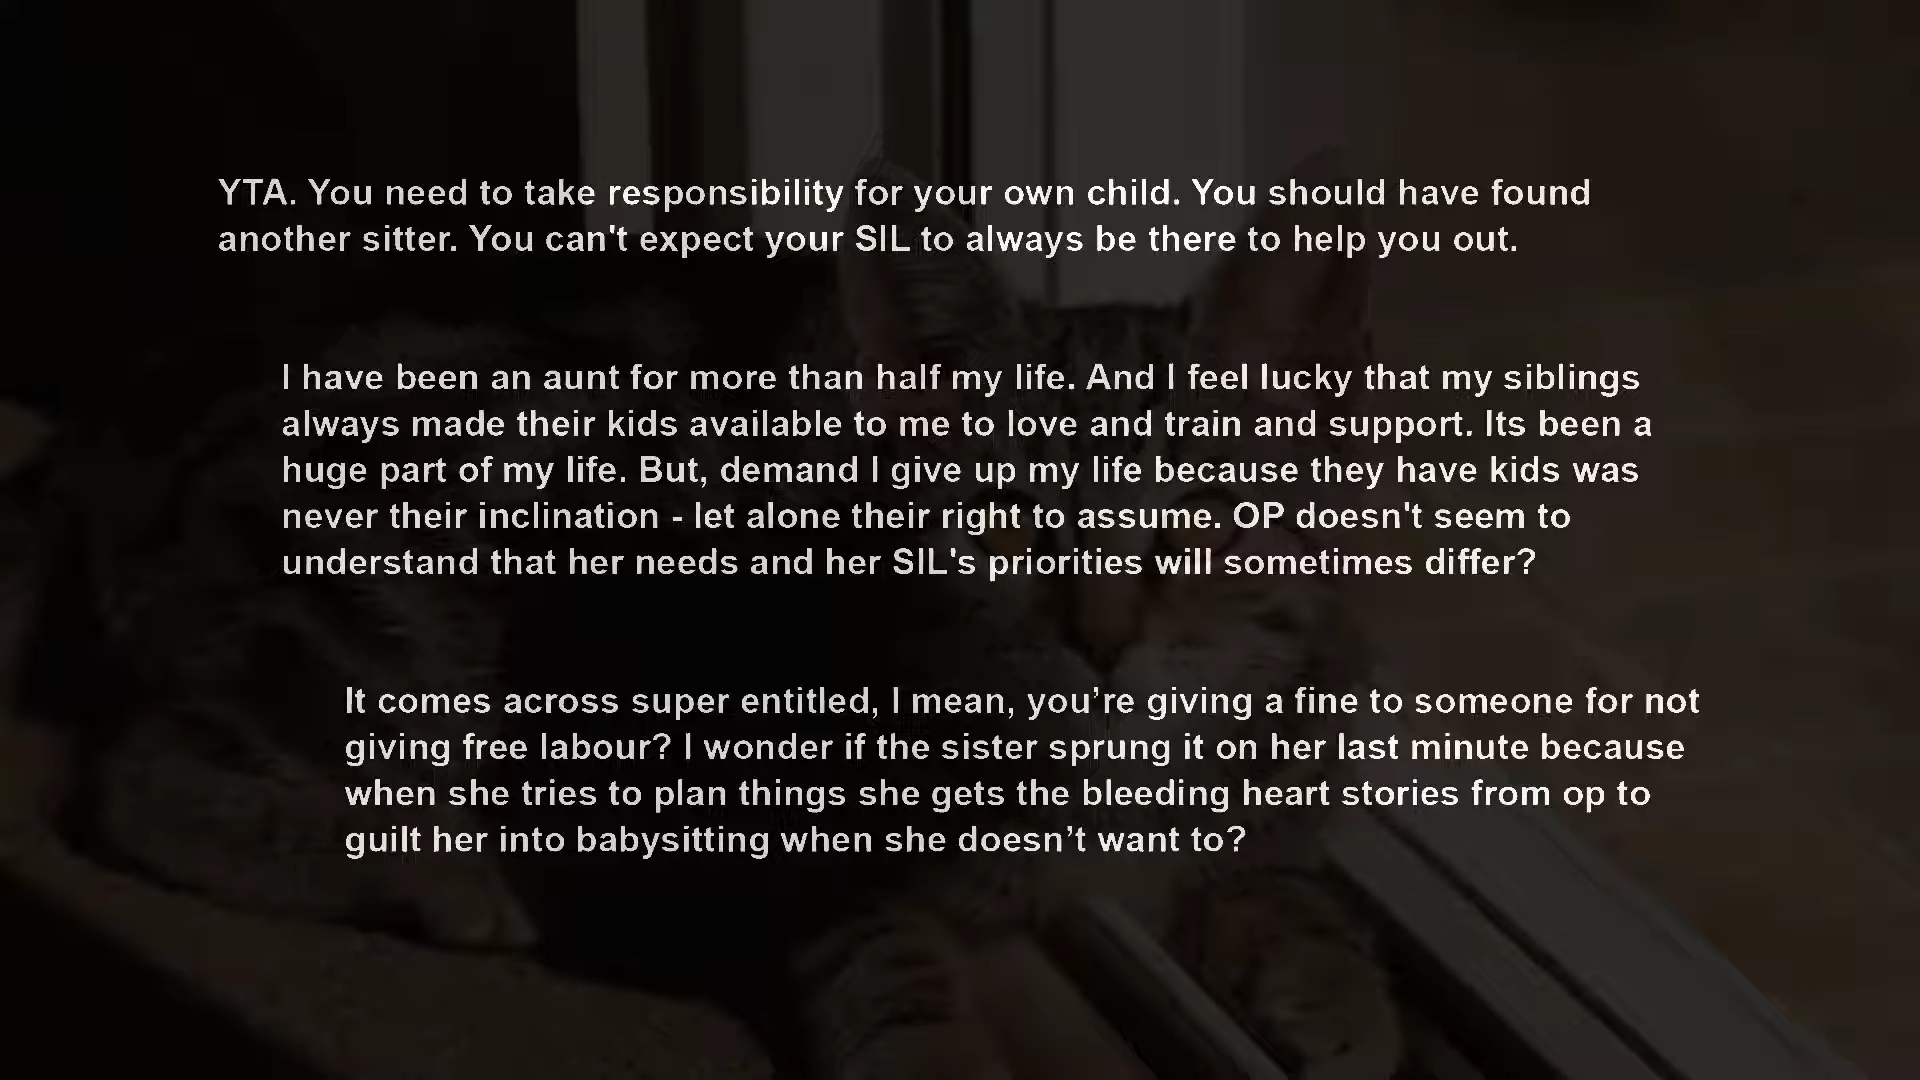 YTA. You need to take responsibility for your own child. You should have found
another sitter. You can't expect your SIL to always be there to help you out.
I have been an aunt for more than half my life. And I feel lucky that my siblings
always made their kids available to me to love and train and support. Its been a
huge part of my life. But, demand I give up my life because they have kids was
never their inclination - let alone their right to assume. OP doesn't seem to
understand that her needs and her SIL's priorities will sometimes differ?
It comes across super entitled, I mean, you’re giving a fine to someone for not
giving free labour? I wonder if the sister sprung it on her last minute because
when she tries to plan things she gets the bleeding heart stories from op to
guilt her into babysitting when she doesn’t want to?